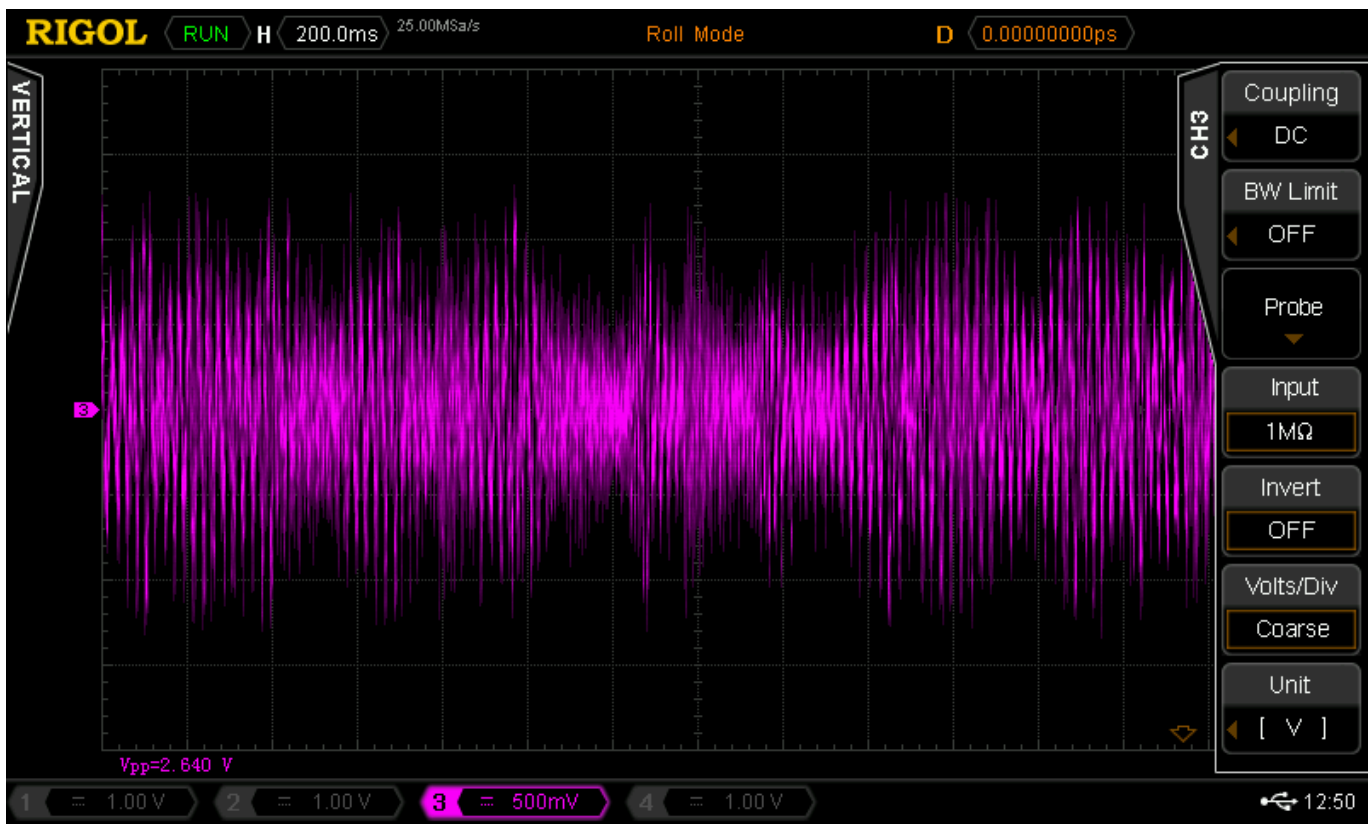 RIGOL RUN H 200.0ms 25.00MSa/s Roll Mode D 0.00000000ps
VERTICAL
CH3
Coupling
DC
BW Limit
OFF
Probe
Input
1MΩ
Invert
OFF
Volts/Div
Coarse
Unit
[ V ]
3
Vpp=2.640 V
1 = 1.00 V 2 = 1.00 V 3 = 500mV 4 = 1.00 V 12:50